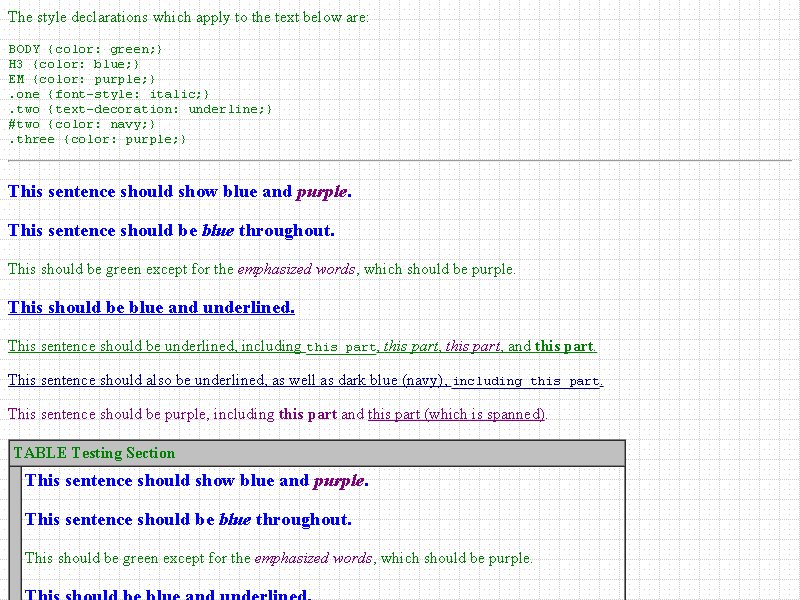 The style declarations which apply to the text below are:
BODY {color: green;}
H3 {color: blue;}
EM {color: purple;}
.one {font-style: italic;}
.two {text-decoration: underline;}
#two {color: navy;}
.three {color: purple;}
This sentence should show blue and purple.
This sentence should be blue throughout.
This should be green except for the emphasized words, which should be purple.
This should be blue and underlined.
This sentence should be underlined, including this part, this part, this part, and this part.
This sentence should also be underlined, as well as dark blue (navy), including this part.
This sentence should be purple, including this part and this part (which is spanned).
TABLE Testing Section
This sentence should show blue and purple.
This sentence should be blue throughout.
This should be green except for the emphasized words, which should be purple.
This should be blue and underlined.